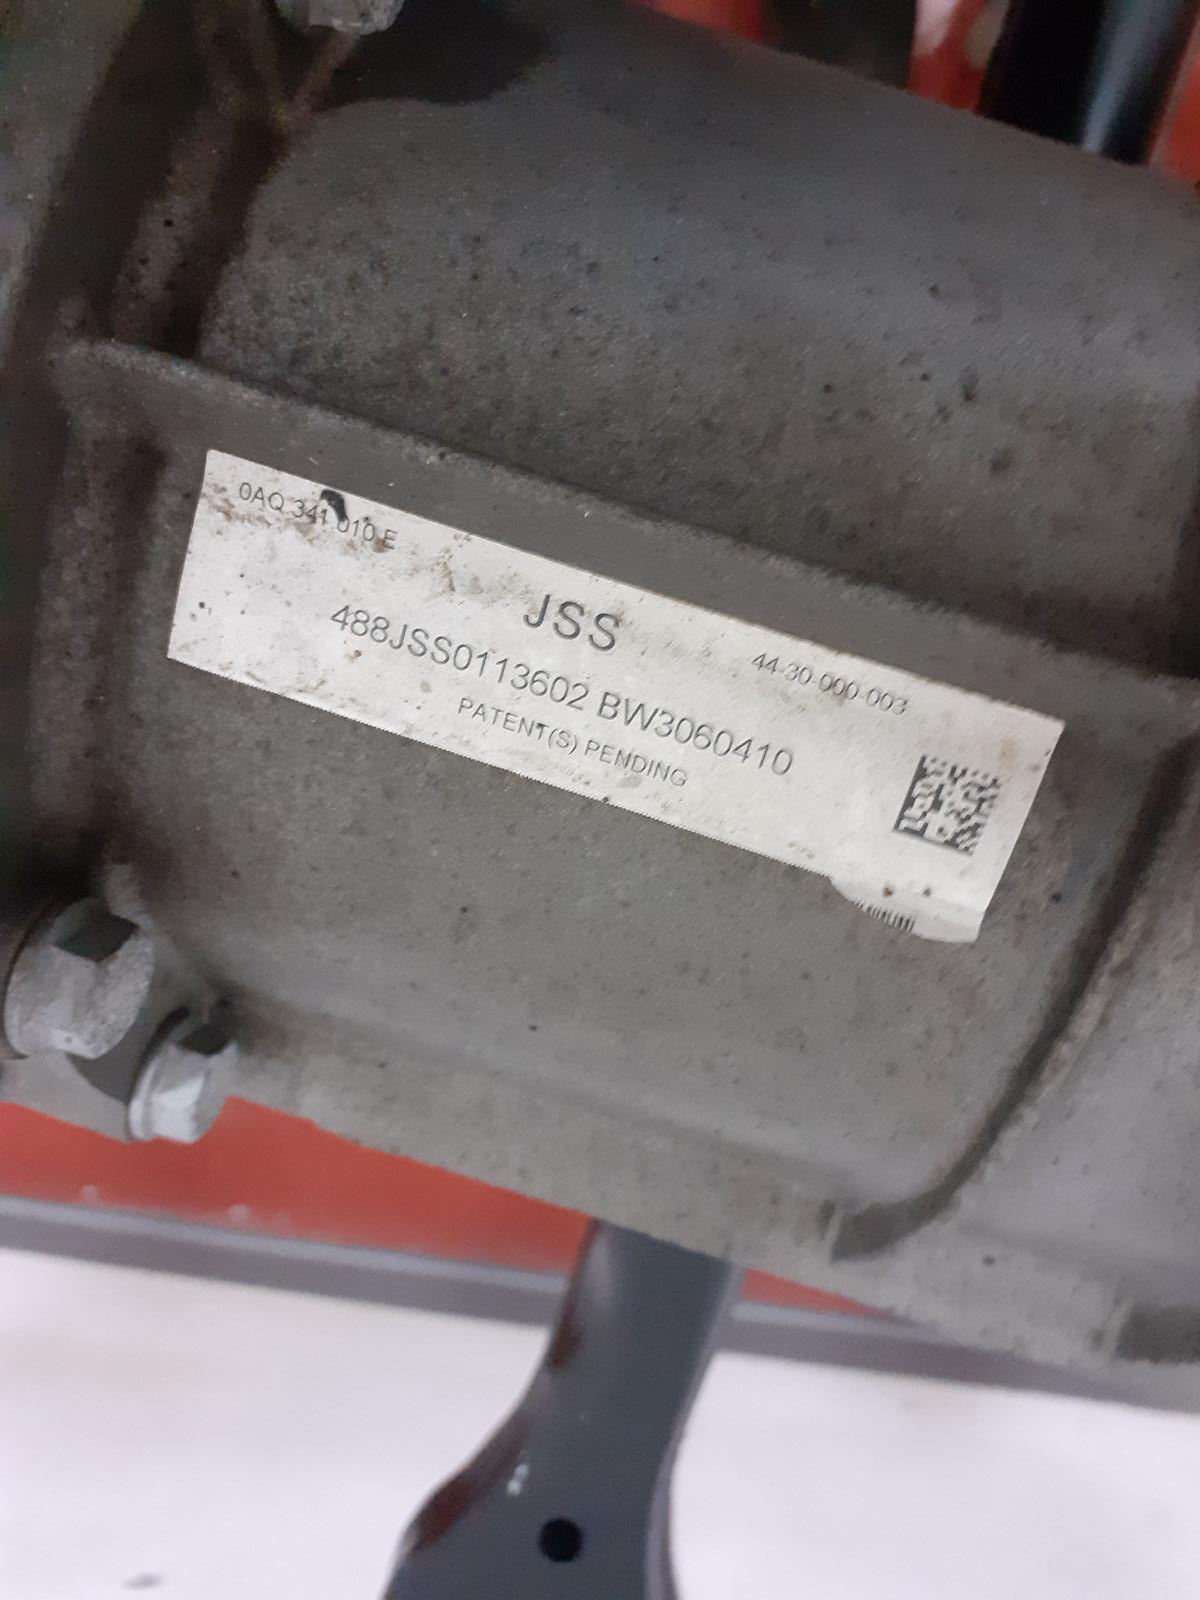 0AQ 341 010 E
JSS
44-30-000-003
488JSS0113602 BW3060410
PATENT(S) PENDING